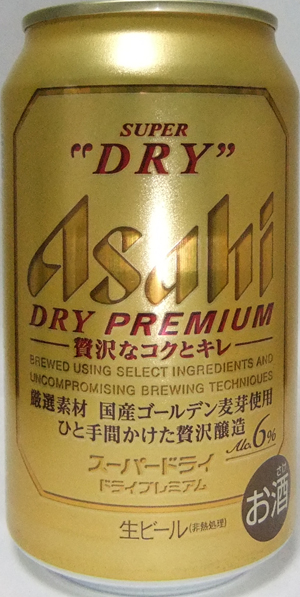 SUPER
"DRY"
Asahi
DRY PREMIUM
贅沢なコクとキレ
BREWED USING SELECT INGREDIENTS AND
UNCOMPROMISING BREWING TECHNIQUES
厳選素材 国産ゴールデン麦芽使用
ひと手間かけた贅沢醸造
Alc.6%
スーパードライ
ドライプレミアム
さけ
お酒
生ビール(非熱処理)